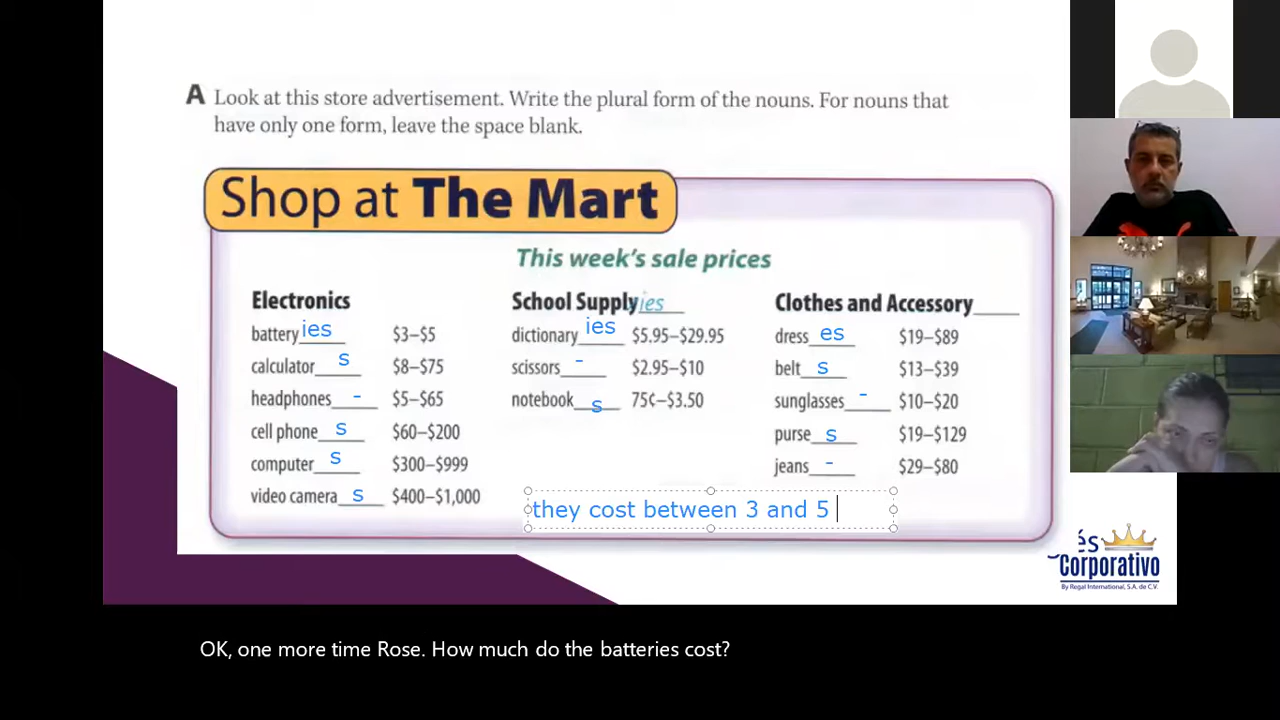 A Look at this store advertisement. Write the plural form of the nouns. For nouns that
have only one form, leave the space blank.
Shop at The Mart
This week's sale prices
Electronics
battery ies $3–$5
calculator s $8–$75
headphones - $5–$65
cell phone s $60–$200
computer s $300–$999
video camera s $400–$1,000
School Supply ies
dictionary ies $5.95–$29.95
scissors - $2.95–$10
notebook s 75¢–$3.50
Clothes and Accessory
dress es $19–$89
belt s $13–$39
sunglasses - $10–$20
purse s $19–$129
jeans - $29–$80
they cost between 3 and 5
és
Corporativo
By Regal International, S.A. de C.V.
OK, one more time Rose. How much do the batteries cost?